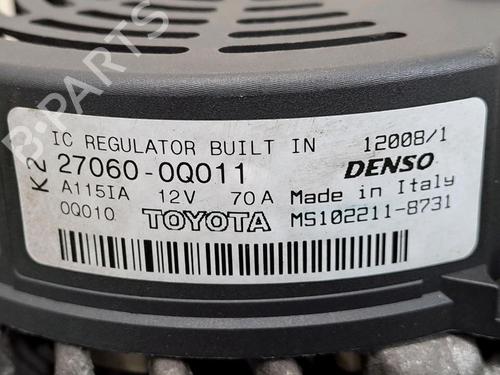 B-PARTS
IC REGULATOR BUILT IN 12008/1
K2 27060-0Q011 DENSO
A115IA 12V 70A Made in Italy
0Q010 TOYOTA MS102211-8731